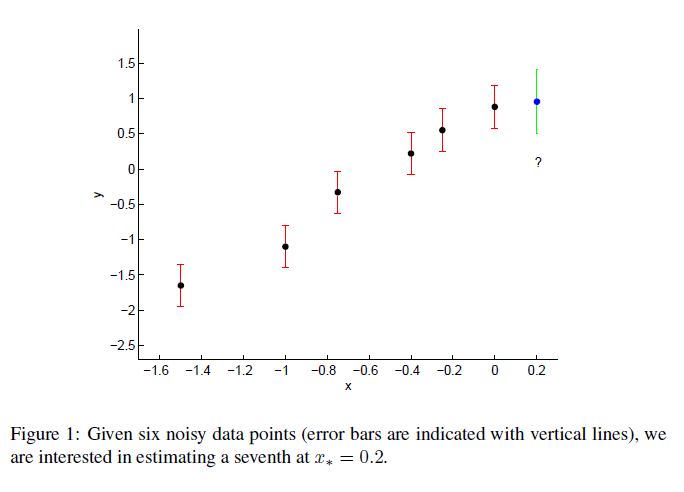 1.5
1
0.5
0
−0.5
−1
−1.5
−2
−2.5
y
?
−1.6 −1.4 −1.2 −1 −0.8 −0.6 −0.4 −0.2 0 0.2
x
Figure 1: Given six noisy data points (error bars are indicated with vertical lines), we
are interested in estimating a seventh at x* = 0.2.